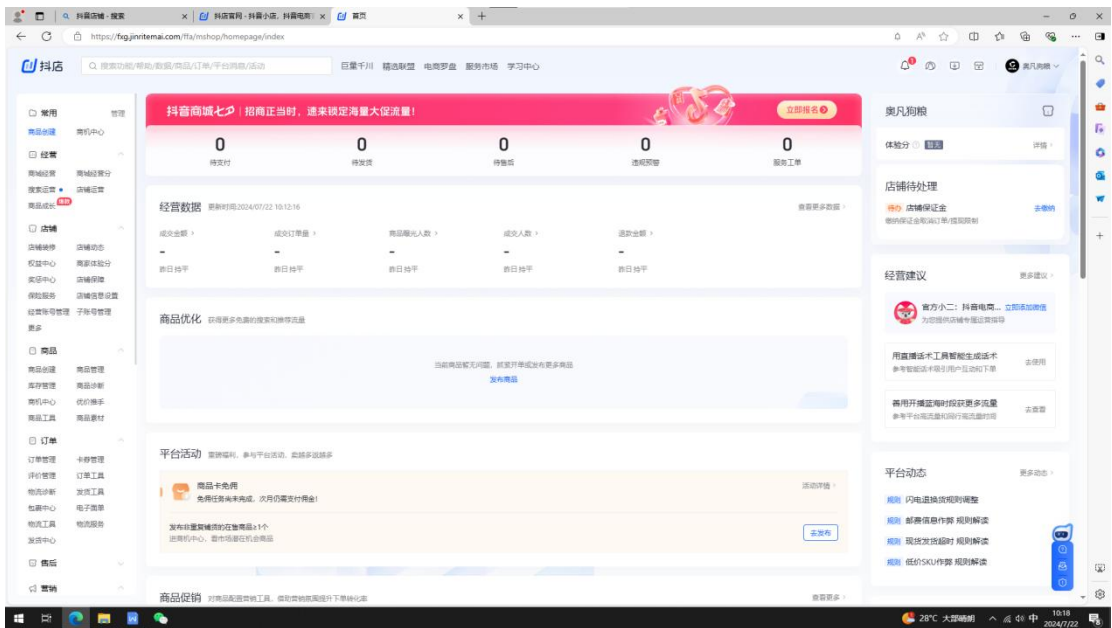 抖音店铺 - 搜索
抖店官网 - 抖音小店，抖音电商
首页
https://fxg.jinritemai.com/ffa/mshop/homepage/index
抖店
搜索功能/帮助/数据/商品/订单/平台消息/活动
巨量千川 精选联盟 电商罗盘 服务市场 学习中心
常用 管理
商品创建 商机中心
经营
商城经营 商城经营分
搜索运营 店铺运营
商品成长
店铺
店铺装修 店铺动态
权益中心 商家体验分
奖惩中心 店铺保障
保险服务 店铺信息设置
经营账号管理 子账号管理
更多
商品
商品创建 商品管理
库存管理 商品诊断
商机中心 优价推手
商品工具 商品素材
订单
订单管理 卡券管理
评价管理 订单工具
物流诊断 发货工具
包裹中心 电子面单
物流工具 物流服务
发货中心
售后
营销
抖音商城七夕 招商正当时，速来锁定海量大促流量！ 立即报名
0 0 0 0 0
待支付 待发货 待售后 违规预警 服务工单
经营数据 更新时间2024/07/22 10:12:16 查看更多数据
成交金额 成交订单量 商品曝光人数 成交人数 退款金额
- - - - -
昨日 持平 昨日 持平 昨日 持平 昨日 持平 昨日 持平
商品优化 获得更多免费的搜索和推荐流量
当前商品暂无问题，抓紧开单或发布更多商品
发布商品
平台活动 重磅福利，参与平台活动，卖越多返越多
商品卡免佣 活动详情
免佣任务尚未完成，次月仍需支付佣金!
发布非重复铺货的在售商品≥1个
进商机中心，看市场潜在机会商品
去发布
商品促销 对商品配置营销工具，借助营销氛围提升下单转化率 查看更多
奥凡狗粮
体验分 暂无 详情
店铺待处理
待办 店铺保证金 去缴纳
缴纳保证金取消订单/提现限制
经营建议 更多建议
官方小二：抖音电商... 立即添加微信
为您提供店铺专属运营指导
用直播话术工具智能生成话术 去使用
参考智能话术吸引用户互动和下单
善用开播蓝海时段获更多流量 去查看
参考平台高流量和同行高流量时间
平台动态 更多动态
规则 闪电退换货规则调整
规则 邮费信息作弊 规则解读
规则 现货发货超时 规则解读
规则 低价SKU作弊 规则解读
28°C 大部晴朗
中
10:18
2024/7/22